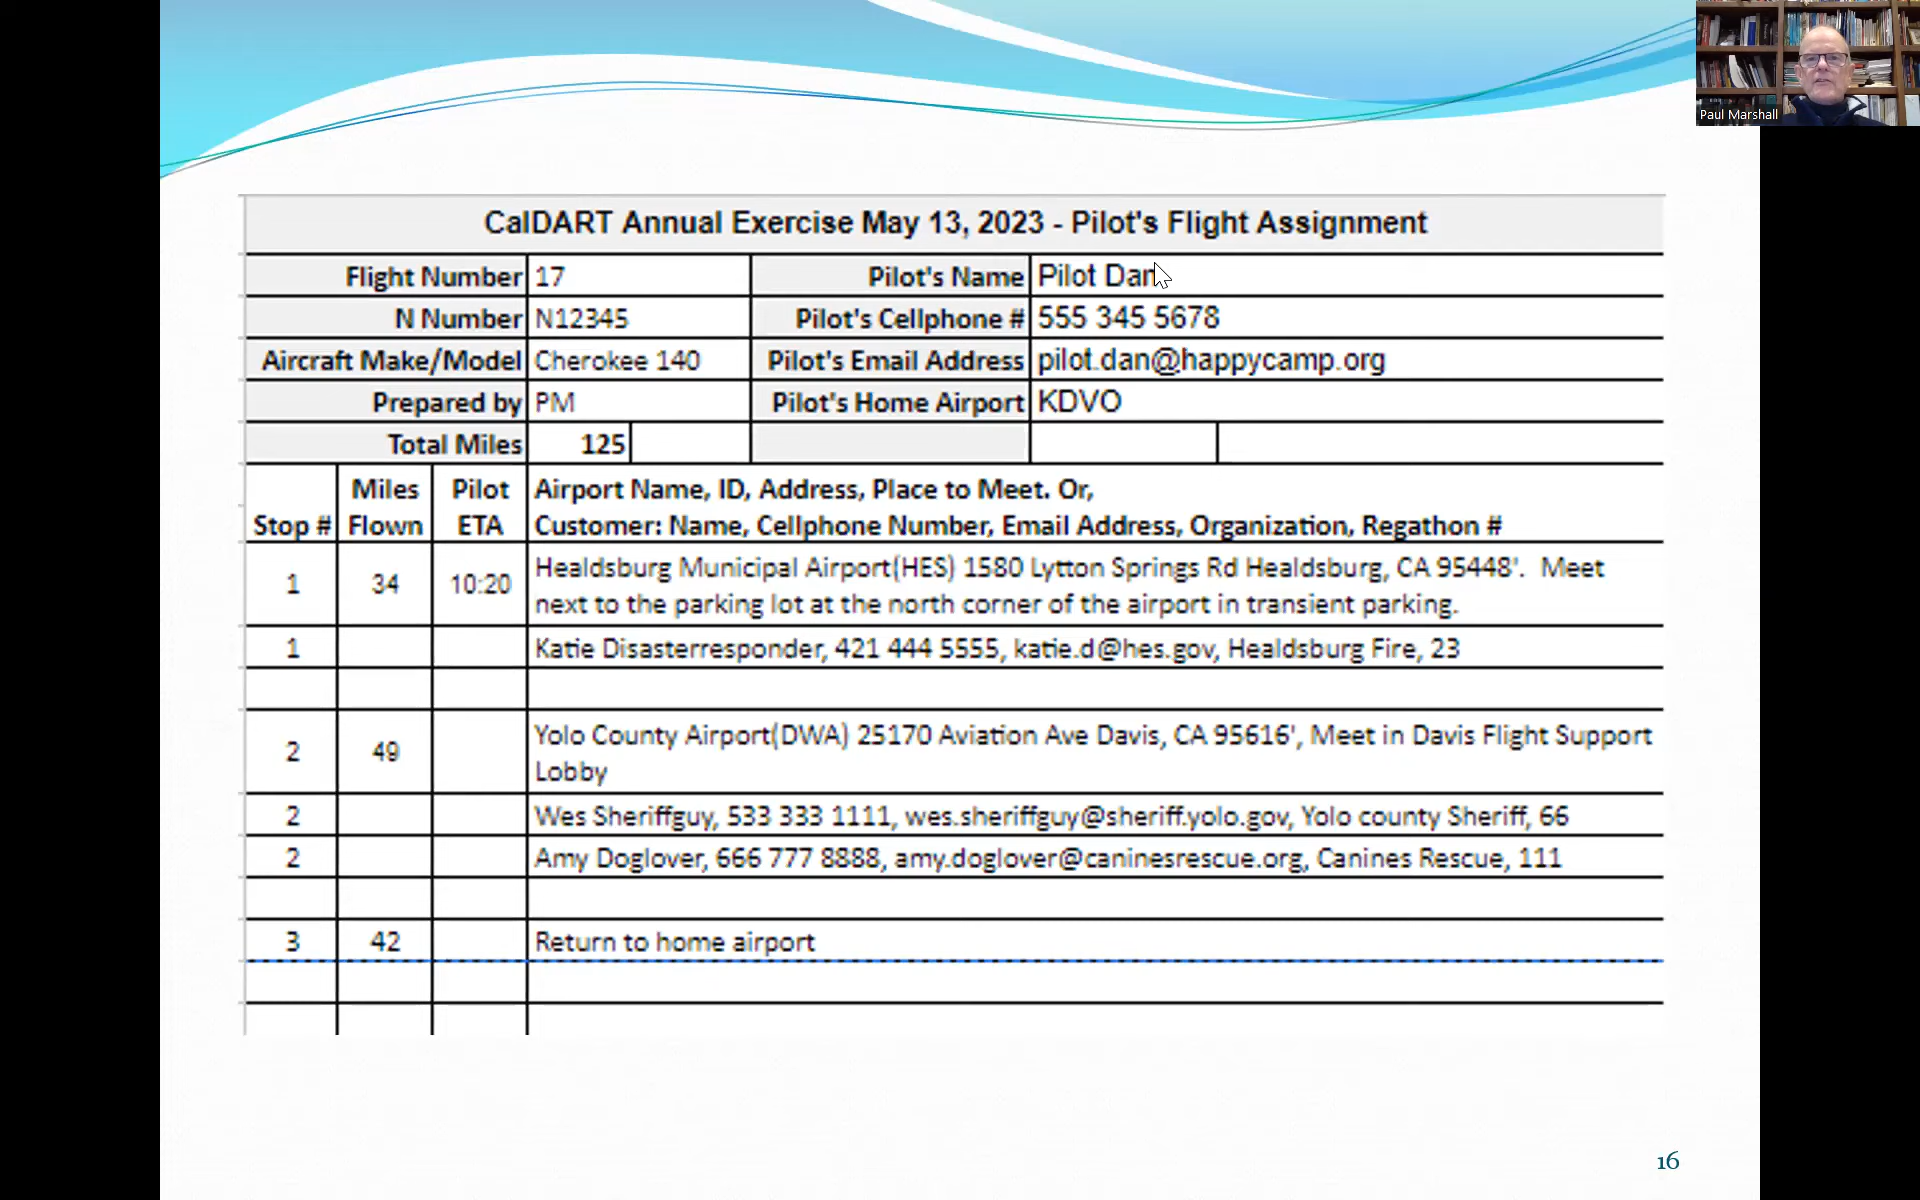 Paul Marshall
CalDART Annual Exercise May 13, 2023 - Pilot's Flight Assignment
Flight Number 17 Pilot's Name Pilot Dan
N Number N12345 Pilot's Cellphone # 555 345 5678
Aircraft Make/Model Cherokee 140 Pilot's Email Address pilot.dan@happycamp.org
Prepared by PM Pilot's Home Airport KDVO
Total Miles 125
Stop # Miles Flown Pilot ETA Airport Name, ID, Address, Place to Meet. Or,
Customer: Name, Cellphone Number, Email Address, Organization, Regathon #
1 34 10:20 Healdsburg Municipal Airport(HES) 1580 Lytton Springs Rd Healdsburg, CA 95448'. Meet
next to the parking lot at the north corner of the airport in transient parking.
1 Katie Disasterresponder, 421 444 5555, katie.d@hes.gov, Healdsburg Fire, 23
2 49 Yolo County Airport(DWA) 25170 Aviation Ave Davis, CA 95616', Meet in Davis Flight Support
Lobby
2 Wes Sheriffguy, 533 333 1111, wes.sheriffguy@sheriff.yolo.gov, Yolo county Sheriff, 66
2 Amy Doglover, 666 777 8888, amy.doglover@caninesrescue.org, Canines Rescue, 111
3 42 Return to home airport
16